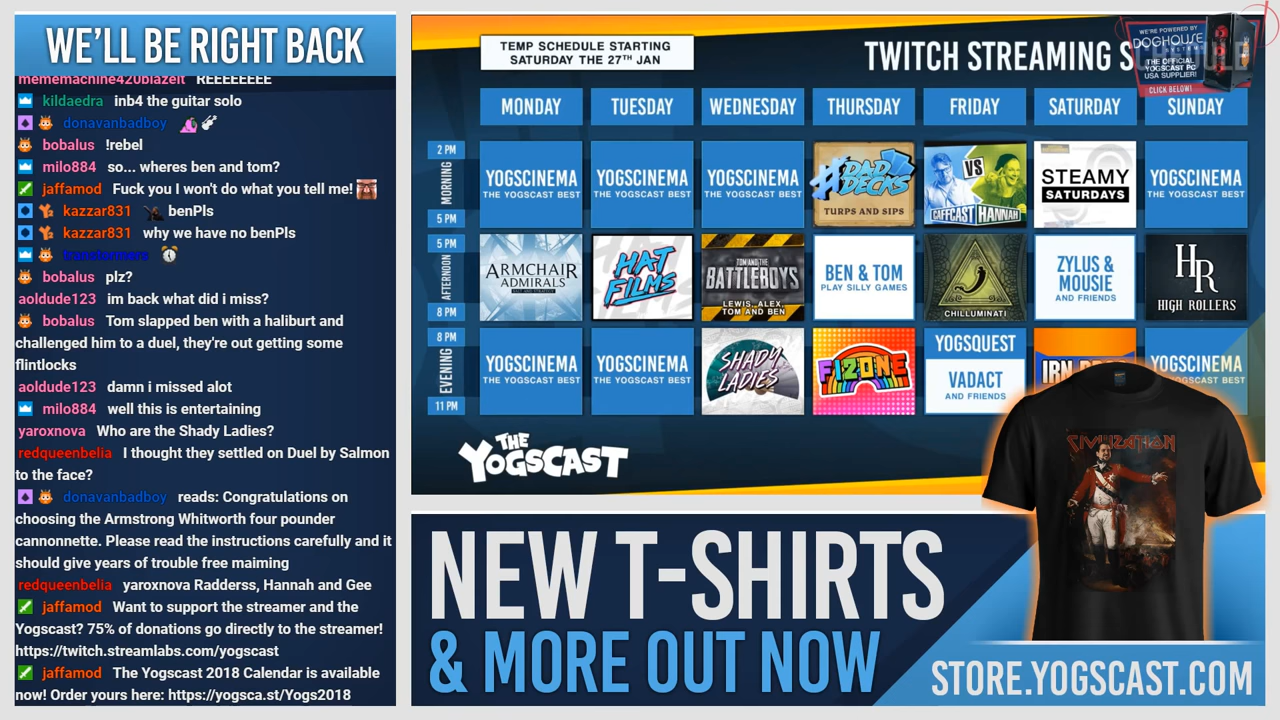 WE'LL BE RIGHT BACK
mememachine420blazeit REEEEEEEE
kildaedra inb4 the guitar solo
donavanbadboy
bobalus !rebel
milo884 so... wheres ben and tom?
jaffamod Fuck you I won't do what you tell me!
kazzar831 benPls
kazzar831 why we have no benPls
transformers
bobalus plz?
aoldude123 im back what did i miss?
bobalus Tom slapped ben with a haliburt and
challenged him to a duel, they're out getting some
flintlocks
aoldude123 damn i missed alot
milo884 well this is entertaining
yaroxnova Who are the Shady Ladies?
redqueenbelia I thought they settled on Duel by Salmon
to the face?
donavanbadboy reads: Congratulations on
choosing the Armstrong Whitworth four pounder
cannonnette. Please read the instructions carefully and it
should give years of trouble free maiming
redqueenbelia yaroxnova Radderss, Hannah and Gee
jaffamod Want to support the streamer and the
Yogscast? 75% of donations go directly to the streamer!
https://twitch.streamlabs.com/yogscast
jaffamod The Yogscast 2018 Calendar is available
now! Order yours here: https://yogsca.st/Yogs2018
TEMP SCHEDULE STARTING
SATURDAY THE 27TH JAN
TWITCH STREAMING S
WE'RE POWERED BY
DOGHOUSE
SYSTEMS
THE OFFICIAL
YOGSCAST PC
USA SUPPLIER!
CLICK BELOW!
MONDAY TUESDAY WEDNESDAY THURSDAY FRIDAY SATURDAY SUNDAY
2 PM
MORNING
5 PM
YOGSCINEMA
THE YOGSCAST BEST
YOGSCINEMA
THE YOGSCAST BEST
YOGSCINEMA
THE YOGSCAST BEST
#DAD
DECKS
TURPS AND SIPS
VS
CAFFCAST HANNAH
STEAMY
SATURDAYS
YOGSCINEMA
THE YOGSCAST BEST
5 PM
AFTERNOON
8 PM
ARMCHAIR
ADMIRALS
HAT
FILMS
TOM AND THE
BATTLEBOYS
LEWIS, ALEX,
TOM AND BEN
BEN & TOM
PLAY SILLY GAMES
CHILLUMINATI
ZYLUS &
MOUSIE
AND FRIENDS
HR
HIGH ROLLERS
8 PM
EVENING
11 PM
YOGSCINEMA
THE YOGSCAST BEST
YOGSCINEMA
THE YOGSCAST BEST
SHADY
LADIES
FIZONE
YOGSQUEST
VADACT
AND FRIENDS
IRN
YOGSCINEMA
THE YOGSCAST BEST
THE
YOGSCAST
CIVILIZATION
NEW T-SHIRTS
& MORE OUT NOW
STORE.YOGSCAST.COM